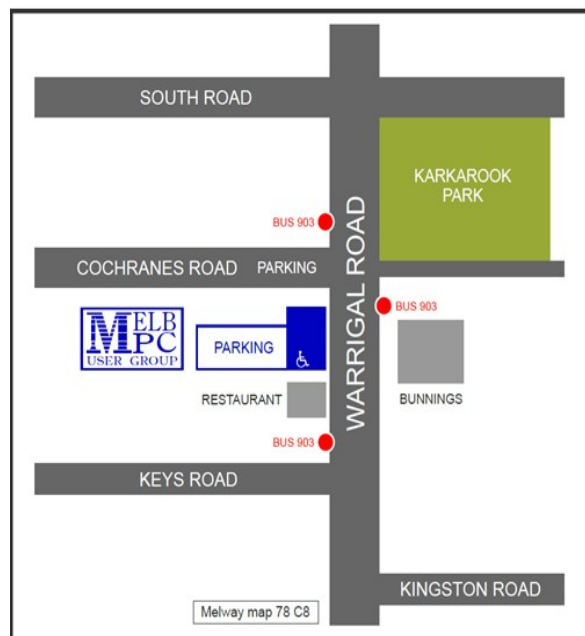 SOUTH ROAD
KARKAROOK
PARK
BUS 903
WARRIGAL ROAD
COCHRANES ROAD PARKING
BUS 903
MELB
PC
USER GROUP
PARKING
RESTAURANT
BUNNINGS
BUS 903
KEYS ROAD
KINGSTON ROAD
Melway map 78 C8